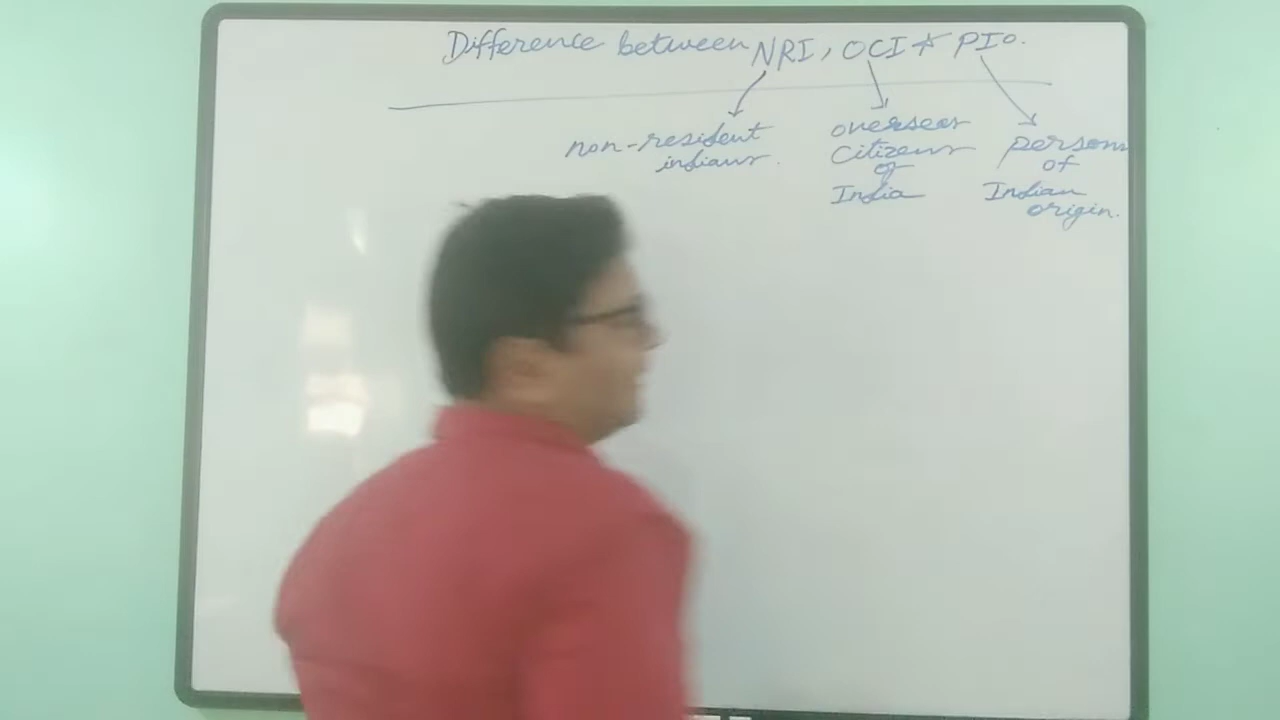 Difference between NRI, OCI & PIO.
non-resident
indians.
overseas
Citizens
of
India
persons
of
Indian
origin.